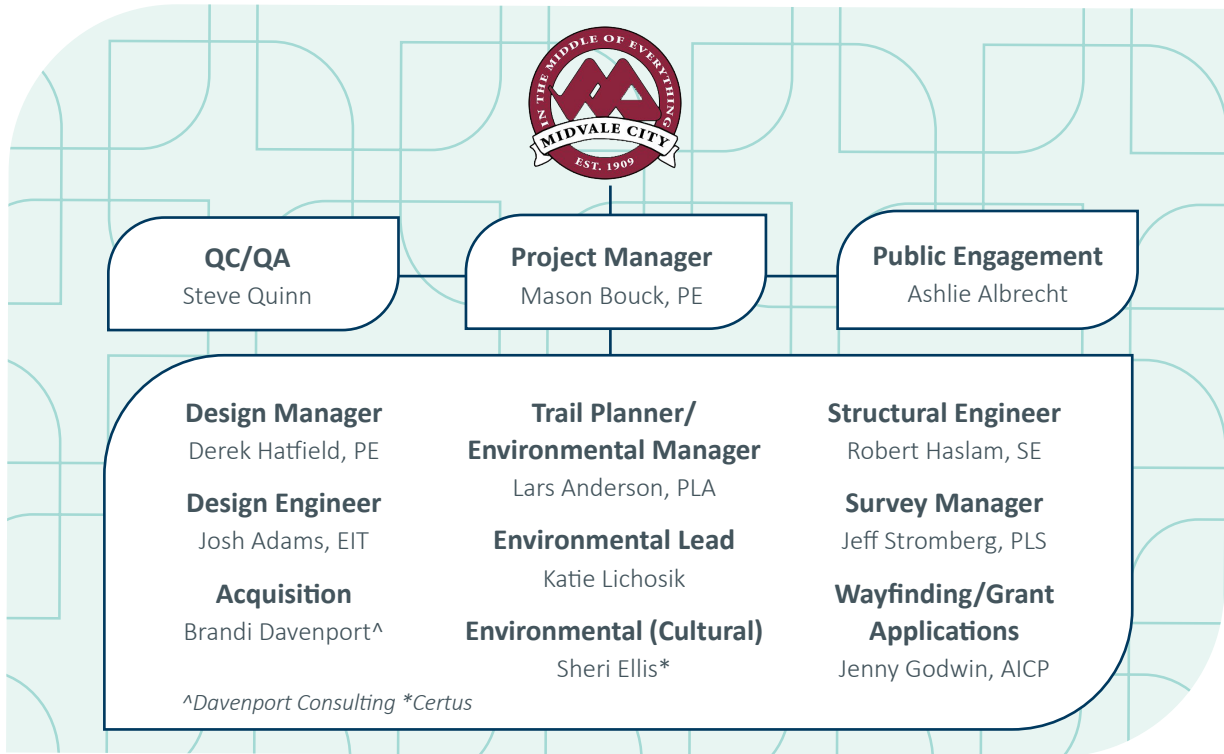 IN THE MIDDLE OF EVERYTHING
MIDVALE CITY
EST. 1909
QC/QA
Steve Quinn
Project Manager
Mason Bouck, PE
Public Engagement
Ashlie Albrecht
Design Manager
Derek Hatfield, PE
Design Engineer
Josh Adams, EIT
Acquisition
Brandi Davenport^
Trail Planner/
Environmental Manager
Lars Anderson, PLA
Environmental Lead
Katie Lichosik
Environmental (Cultural)
Sheri Ellis*
Structural Engineer
Robert Haslam, SE
Survey Manager
Jeff Stromberg, PLS
Wayfinding/Grant
Applications
Jenny Godwin, AICP
^Davenport Consulting *Certus